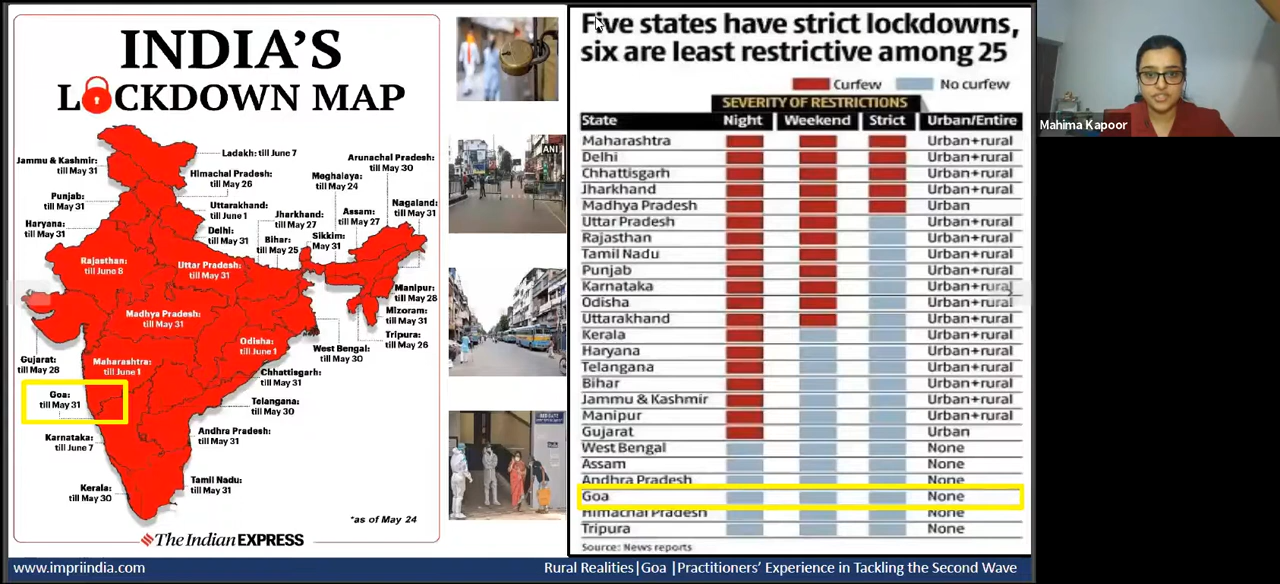 INDIA'S
LOCKDOWN MAP
Ladakh: till June 7
Jammu & Kashmir:
till May 31
Himachal Pradesh:
till May 26
Arunachal Pradesh:
till May 30
Meghalaya:
till May 24
Punjab:
till May 31
Uttarakhand:
till June 1
Jharkhand:
till May 27
Assam:
till May 27
Nagaland:
till May 31
Haryana:
till May 31
Delhi:
till May 31
Bihar:
till May 25
Sikkim:
till May 31
Rajasthan:
till June 8
Uttar Pradesh:
till May 31
Manipur:
till May 28
Madhya Pradesh:
till May 31
Mizoram:
till May 31
Tripura:
till May 26
Odisha:
till June 1
West Bengal:
till May 30
Gujarat:
till May 28
Maharashtra:
till June 1
Chhattisgarh:
till May 31
Goa:
till May 31
Telangana:
till May 30
Karnataka:
till June 7
Andhra Pradesh:
till May 31
Kerala:
till May 30
Tamil Nadu:
till May 31
*as of May 24
The Indian EXPRESS
ANI
Five states have strict lockdowns,
six are least restrictive among 25
Curfew No curfew
SEVERITY OF RESTRICTIONS
State Night Weekend Strict Urban/Entire
Maharashtra Urban+rural
Delhi Urban+rural
Chhattisgarh Urban+rural
Jharkhand Urban+rural
Madhya Pradesh Urban
Uttar Pradesh Urban+rural
Rajasthan Urban+rural
Tamil Nadu Urban+rural
Punjab Urban+rural
Karnataka Urban+rural
Odisha Urban+rural
Uttarakhand Urban+rural
Kerala Urban+rural
Haryana Urban+rural
Telangana Urban+rural
Bihar Urban+rural
Jammu & Kashmir Urban+rural
Manipur Urban+rural
Gujarat Urban
West Bengal None
Assam None
Andhra Pradesh None
Goa None
Himachal Pradesh None
Tripura None
Source: News reports
Mahima Kapoor
www.impriindia.com
Rural Realities|Goa |Practitioners' Experience in Tackling the Second Wave